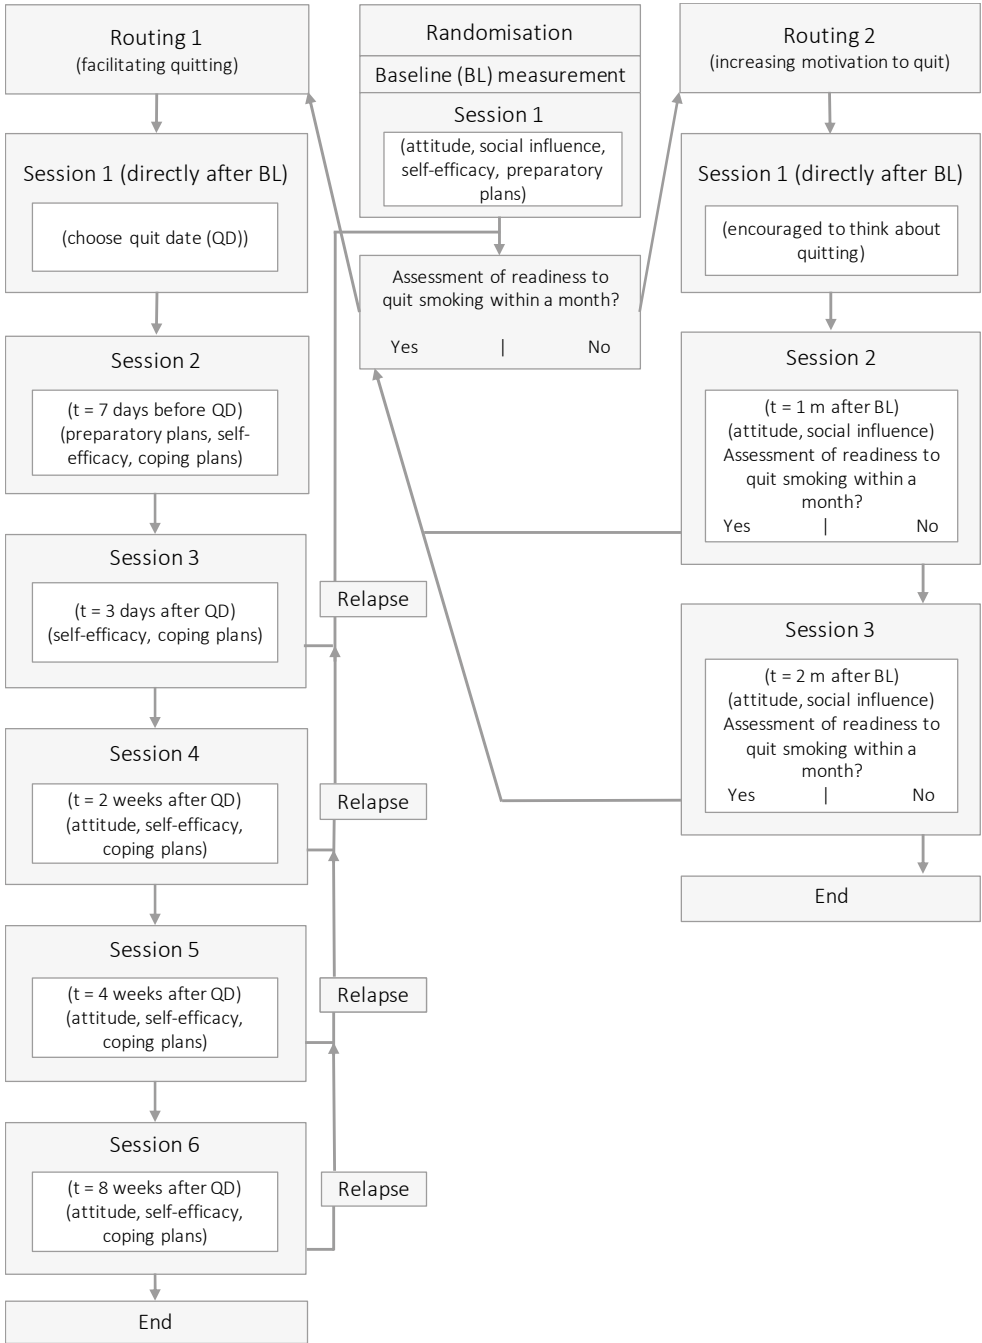 Routing 1
(facilitating quitting)
Session 1 (directly after BL)
(choose quit date (QD))
Session 2
(t = 7 days before QD)
(preparatory plans, self-
efficacy, coping plans)
Session 3
(t = 3 days after QD)
(self-efficacy, coping plans)
Session 4
(t = 2 weeks after QD)
(attitude, self-efficacy,
coping plans)
Session 5
(t = 4 weeks after QD)
(attitude, self-efficacy,
coping plans)
Session 6
(t = 8 weeks after QD)
(attitude, self-efficacy,
coping plans)
End
Randomisation
Baseline (BL) measurement
Session 1
(attitude, social influence,
self-efficacy, preparatory
plans)
Assessment of readiness to
quit smoking within a month?
Yes | No
Relapse
Relapse
Relapse
Relapse
Routing 2
(increasing motivation to quit)
Session 1 (directly after BL)
(encouraged to think about
quitting)
Session 2
(t = 1 m after BL)
(attitude, social influence)
Assessment of readiness to
quit smoking within a
month?
Yes | No
Session 3
(t = 2 m after BL)
(attitude, social influence)
Assessment of readiness to
quit smoking within a
month?
Yes | No
End